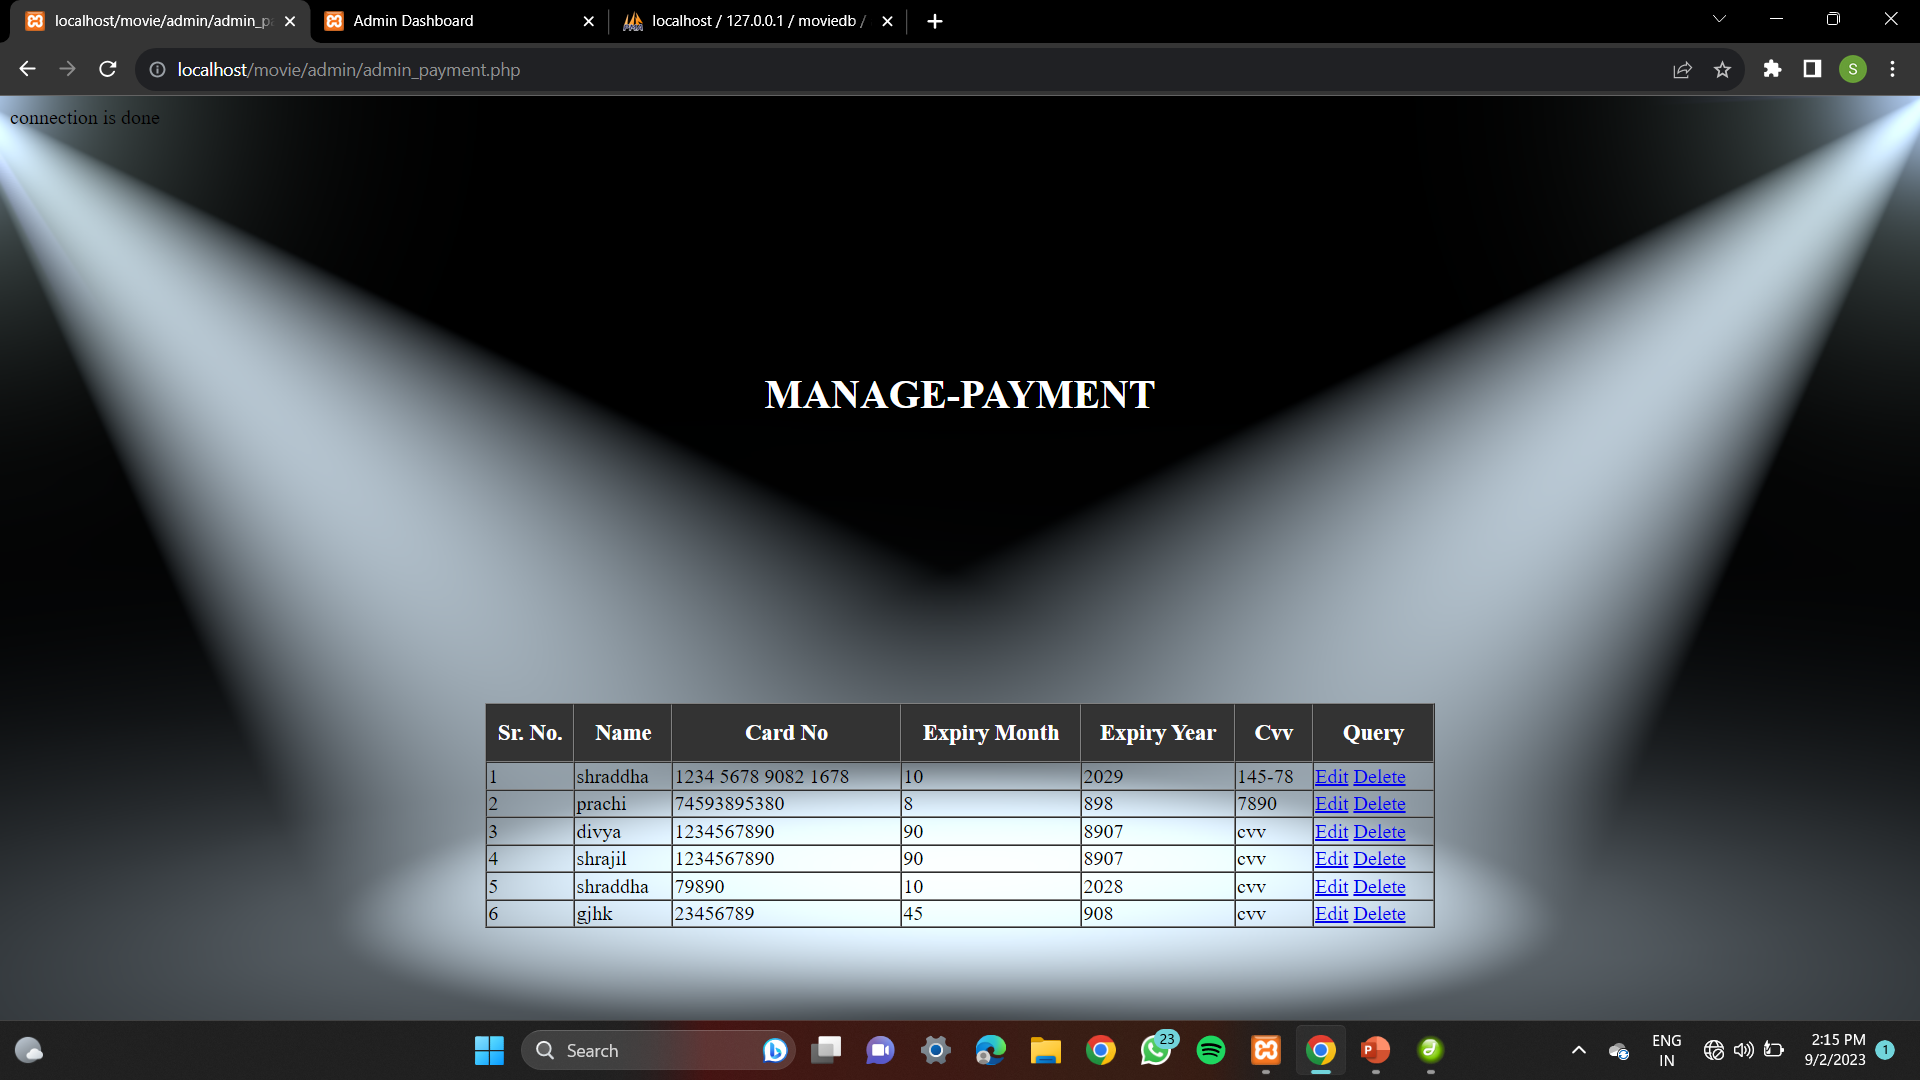 localhost/movie/admin/admin_pa
Admin Dashboard
localhost / 127.0.0.1 / moviedb /
localhost/movie/admin/admin_payment.php
S
connection is done
MANAGE-PAYMENT
Sr. No. Name Card No Expiry Month Expiry Year Cvv Query
1 shraddha 1234 5678 9082 1678 10 2029 145-78 Edit Delete
2 prachi 74593895380 8 898 7890 Edit Delete
3 divya 1234567890 90 8907 cvv Edit Delete
4 shrajil 1234567890 90 8907 cvv Edit Delete
5 shraddha 79890 10 2028 cvv Edit Delete
6 gjhk 23456789 45 908 cvv Edit Delete
Search
23
ENG
IN
2:15 PM
9/2/2023
1